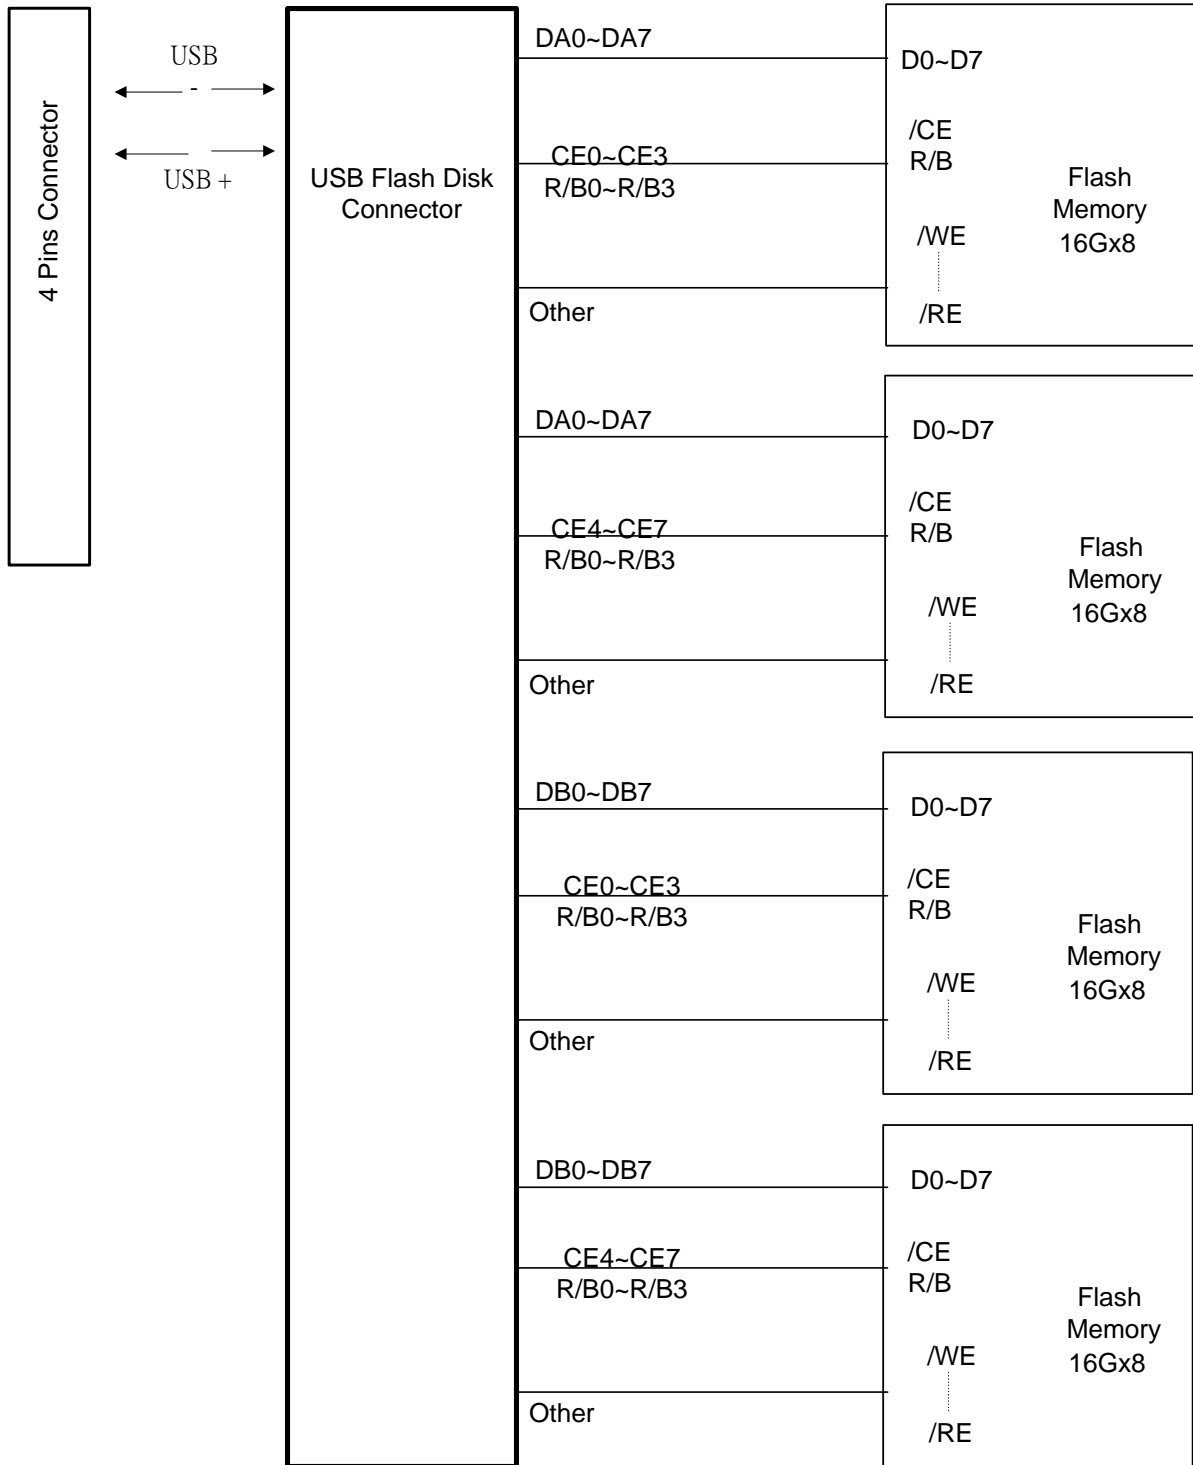 4 Pins Connector
USB
-
USB +
USB Flash Disk
Connector
DA0~DA7
CE0~CE3
R/B0~R/B3
Other
D0~D7
/CE
R/B
/WE
/RE
Flash
Memory
16Gx8
DA0~DA7
CE4~CE7
R/B0~R/B3
Other
D0~D7
/CE
R/B
/WE
/RE
Flash
Memory
16Gx8
DB0~DB7
CE0~CE3
R/B0~R/B3
Other
D0~D7
/CE
R/B
/WE
/RE
Flash
Memory
16Gx8
DB0~DB7
CE4~CE7
R/B0~R/B3
Other
D0~D7
/CE
R/B
/WE
/RE
Flash
Memory
16Gx8